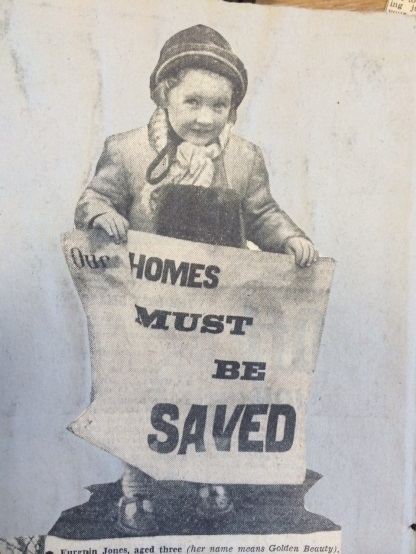 Our HOMES
MUST
BE
SAVED
Eurgain Jones, aged three (her name means Golden Beauty),